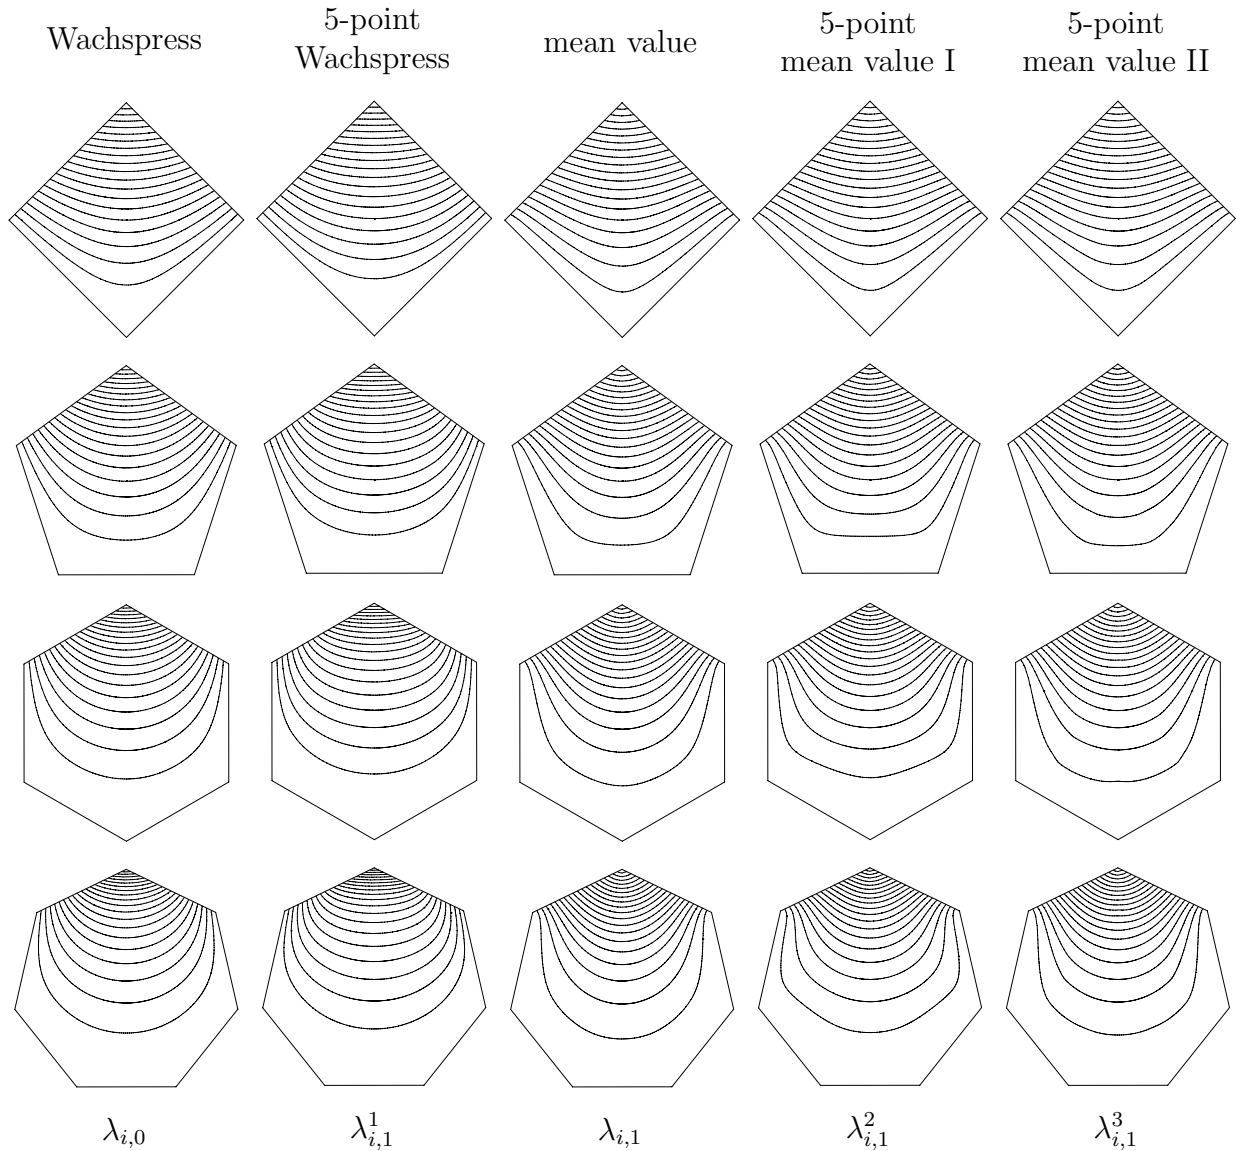 Wachspress
5-point
Wachspress
mean value
5-point
mean value I
5-point
mean value II
λ_{i,0}
λ^1_{i,1}
λ_{i,1}
λ^2_{i,1}
λ^3_{i,1}